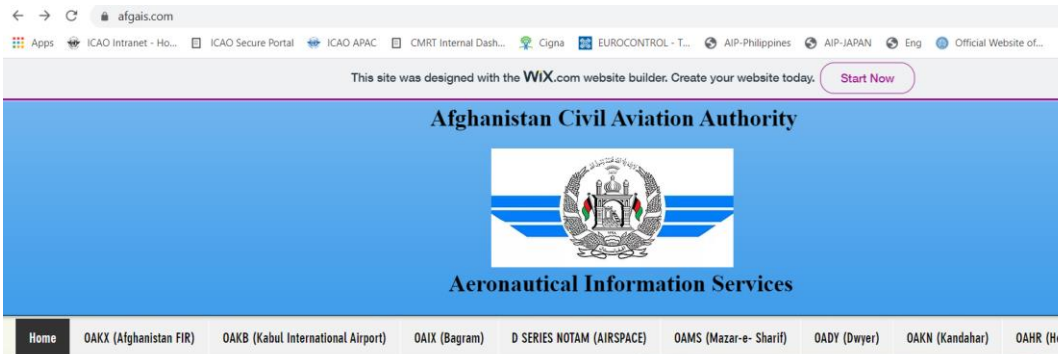 afgais.com
Apps ICAO Intranet - Ho... ICAO Secure Portal ICAO APAC CMRT Internal Dash... Cigna EUROCONTROL - T... AIP-Philippines AIP-JAPAN Eng Official Website of...
This site was designed with the WiX.com website builder. Create your website today. Start Now
Afghanistan Civil Aviation Authority
Aeronautical Information Services
Home OAKX (Afghanistan FIR) OAKB (Kabul International Airport) OAIX (Bagram) D SERIES NOTAM (AIRSPACE) OAMS (Mazar-e- Sharif) OADY (Dwyer) OAKN (Kandahar) OAHR (H